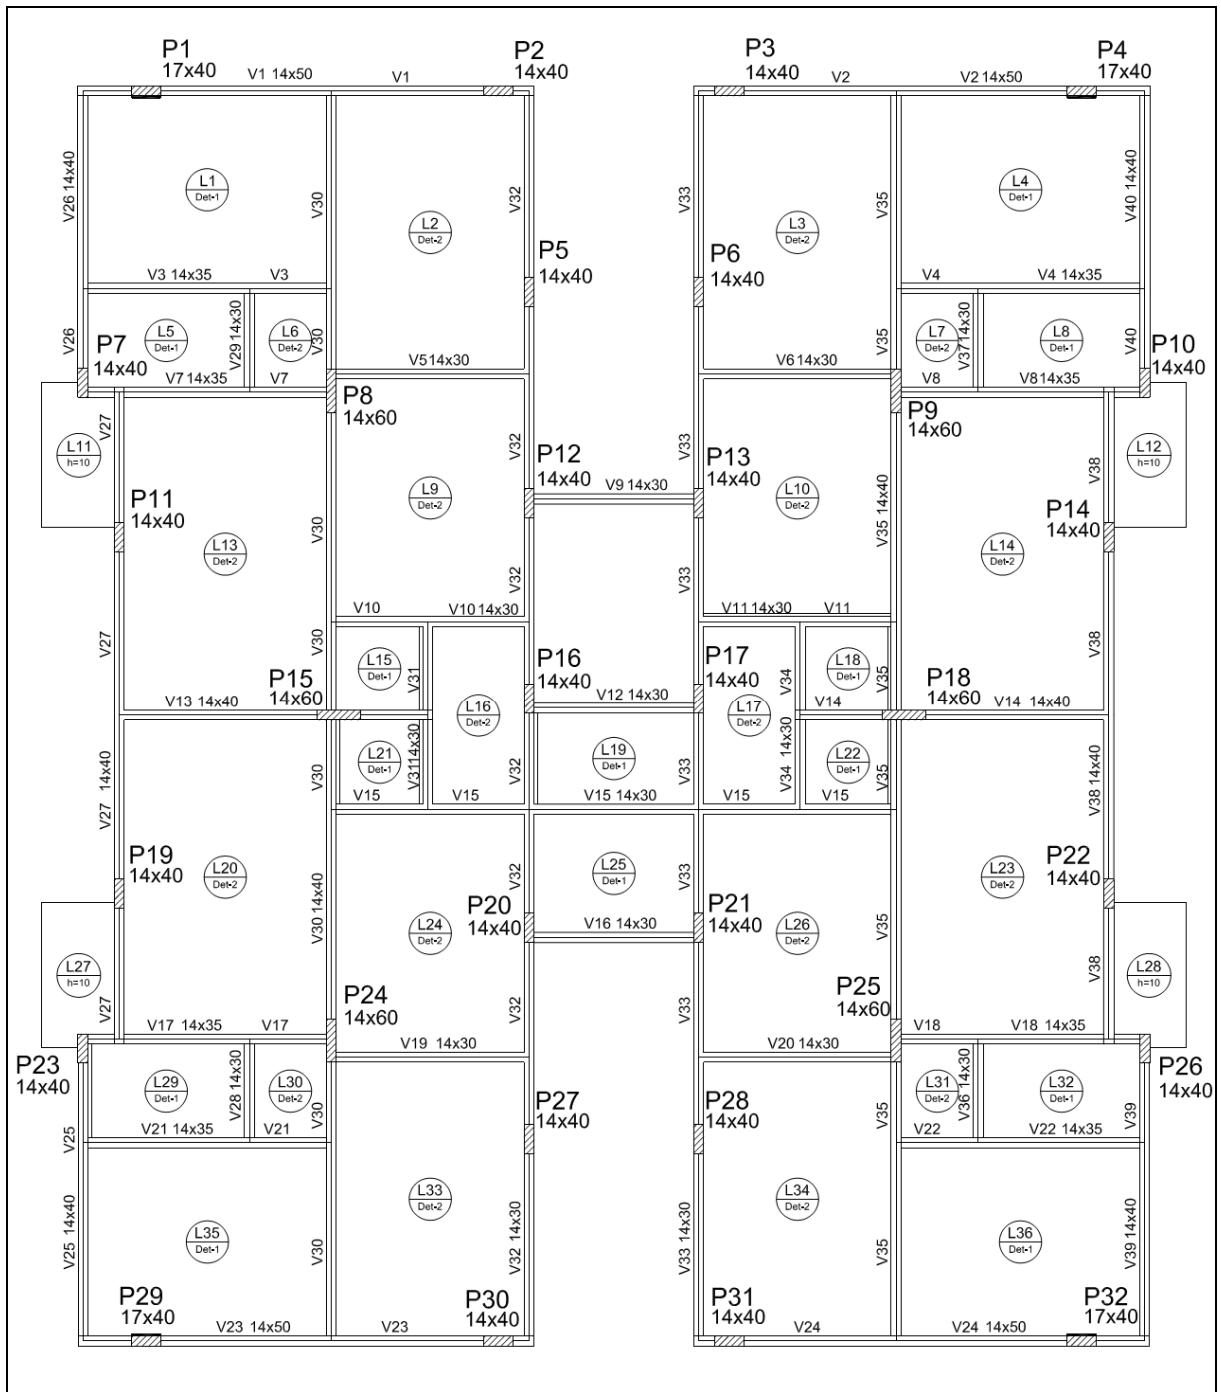 P1
17x40
V1 14x50
V1
P2
14x40
P3
14x40
V2
V2 14x50
P4
17x40
V26 14x40
L1
Det-1
V30
L2
Det-2
V32
V33
L3
Det-2
V35
L4
Det-1
V40 14x40
P5
14x40
P6
14x40
V3 14x35
V3
V4
V4 14x35
V26
L5
Det-1
V29 14x30
L6
Det-2
V30
V35
L7
Det-2
V37 14x30
L8
Det-1
V40
P7
14x40
V7 14x35
V7
V5 14x30
V6 14x30
V8
V8 14x35
P10
14x40
P8
14x60
P9
14x60
L11
h=10
V27
V32
V33
V38
L12
h=10
P11
14x40
L9
Det-2
P12
14x40
V9 14x30
P13
14x40
L10
Det-2
V35 14x40
P14
14x40
L13
Det-2
V30
V32
V33
L14
Det-2
V27
V30
V10
V10 14x30
V11 14x30
V11
V38
P15
14x60
L15
Det-1
V31
P16
14x40
P17
14x40
V34
L18
Det-1
V35
P18
14x60
V13 14x40
L16
Det-2
V12 14x30
L17
Det-2
V14
V14 14x40
V27 14x40
V30
L21
Det-1
V31 14x30
V32
L19
Det-1
V33
V34 14x30
L22
Det-1
V35
V38 14x40
V15
V15
V15 14x30
V15
V15
P19
14x40
L20
Det-2
V30 14x40
V32
L25
Det-1
V33
V35
L23
Det-2
P22
14x40
P20
14x40
L24
Det-2
V16 14x30
P21
14x40
L26
Det-2
L27
h=10
V27
P24
14x60
V32
V33
P25
14x60
V38
L28
h=10
V17 14x35
V17
V19 14x30
V20 14x30
V18
V18 14x35
P23
14x40
L29
Det-1
V28 14x30
L30
Det-2
V30
V35
L31
Det-2
V36 14x30
L32
Det-1
V39
P26
14x40
V25
V21 14x35
V21
P27
14x40
P28
14x40
V22
V22 14x35
V25 14x40
L35
Det-1
V30
L33
Det-2
V32 14x30
V33 14x30
L34
Det-2
V35
L36
Det-1
V39 14x40
P29
17x40
V23 14x50
V23
P30
14x40
P31
14x40
V24
V24 14x50
P32
17x40